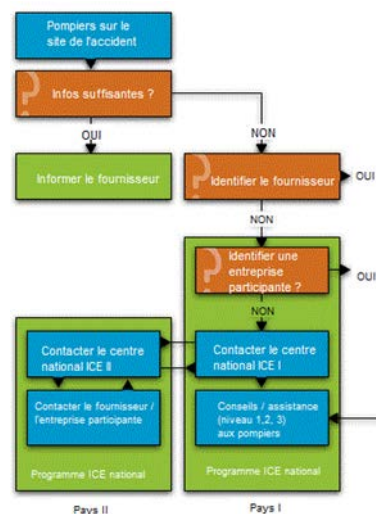 Pompiers sur le
site de l'accident
Infos suffisantes ?
OUI
NON
Informer le fournisseur
Identifier le fournisseur
OUI
NON
Identifier une
entreprise
participante ?
OUI
NON
Contacter le centre
national ICE II
Contacter le centre
national ICE I
Contacter le fournisseur /
l'entreprise participante
Conseils / assistance
(niveau 1,2, 3)
aux pompiers
Programme ICE national
Programme ICE national
Pays II
Pays I